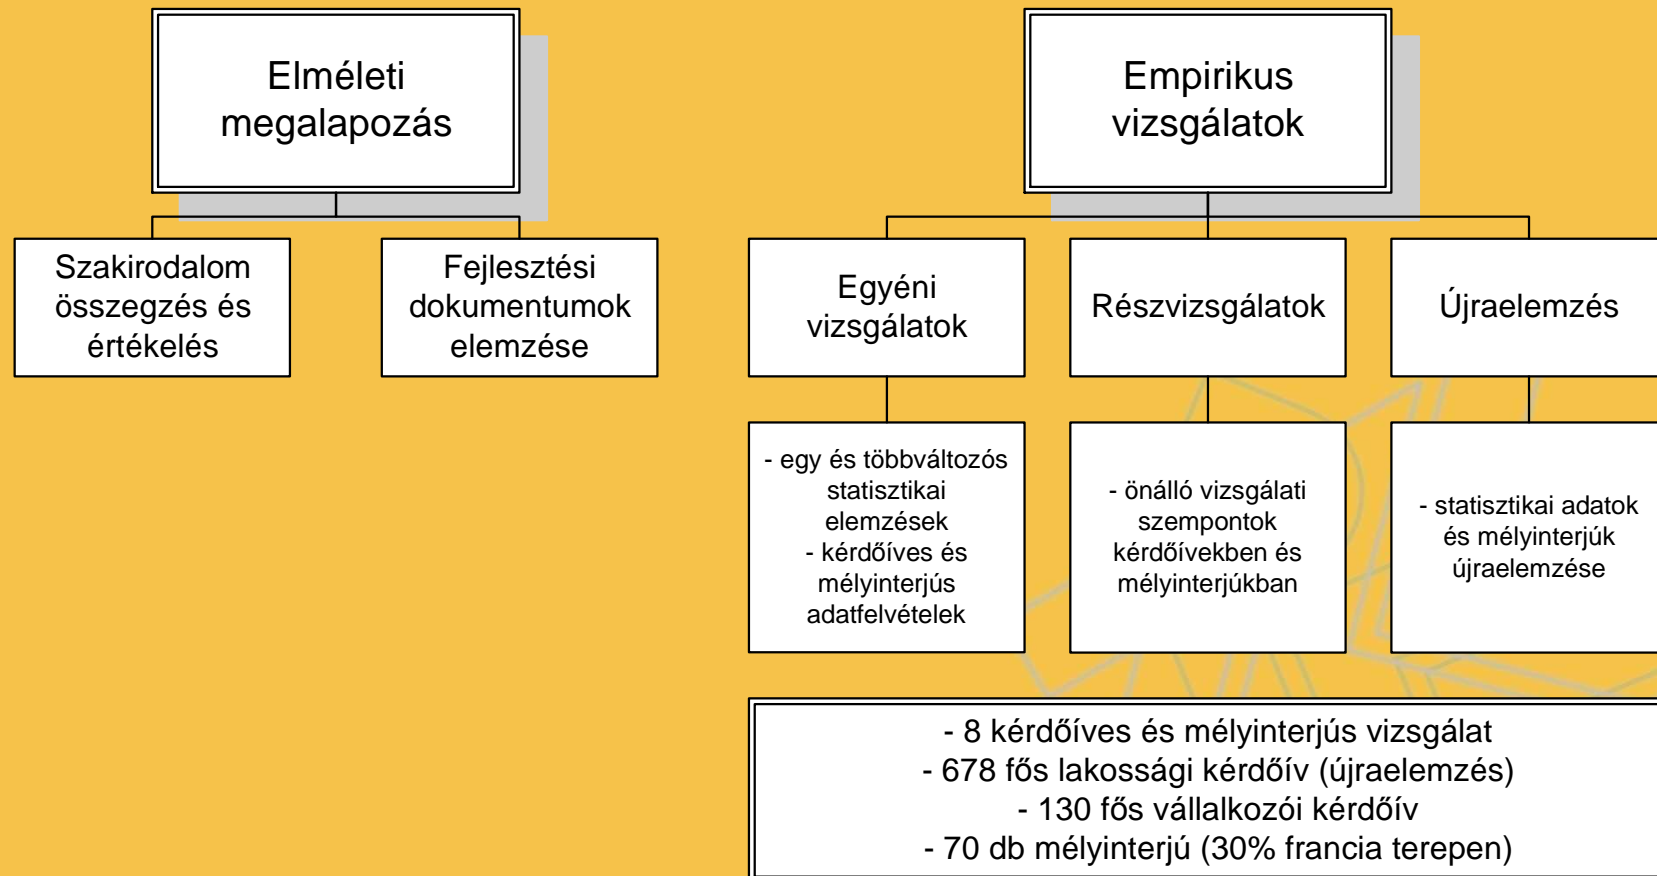 Elméleti
megalapozás
Empirikus
vizsgálatok
Szakirodalom
összegzés és
értékelés
Fejlesztési
dokumentumok
elemzése
Egyéni
vizsgálatok
Részvizsgálatok
Újraelemzés
- egy és többváltozós
statisztikai
elemzések
- kérdőíves és
mélyinterjús
adatfelvételek
- önálló vizsgálati
szempontok
kérdőívekben és
mélyinterjúkban
- statisztikai adatok
és mélyinterjúk
újraelemzése
- 8 kérdőíves és mélyinterjús vizsgálat
- 678 fős lakossági kérdőív (újraelemzés)
- 130 fős vállalkozói kérdőív
- 70 db mélyinterjú (30% francia terepen)